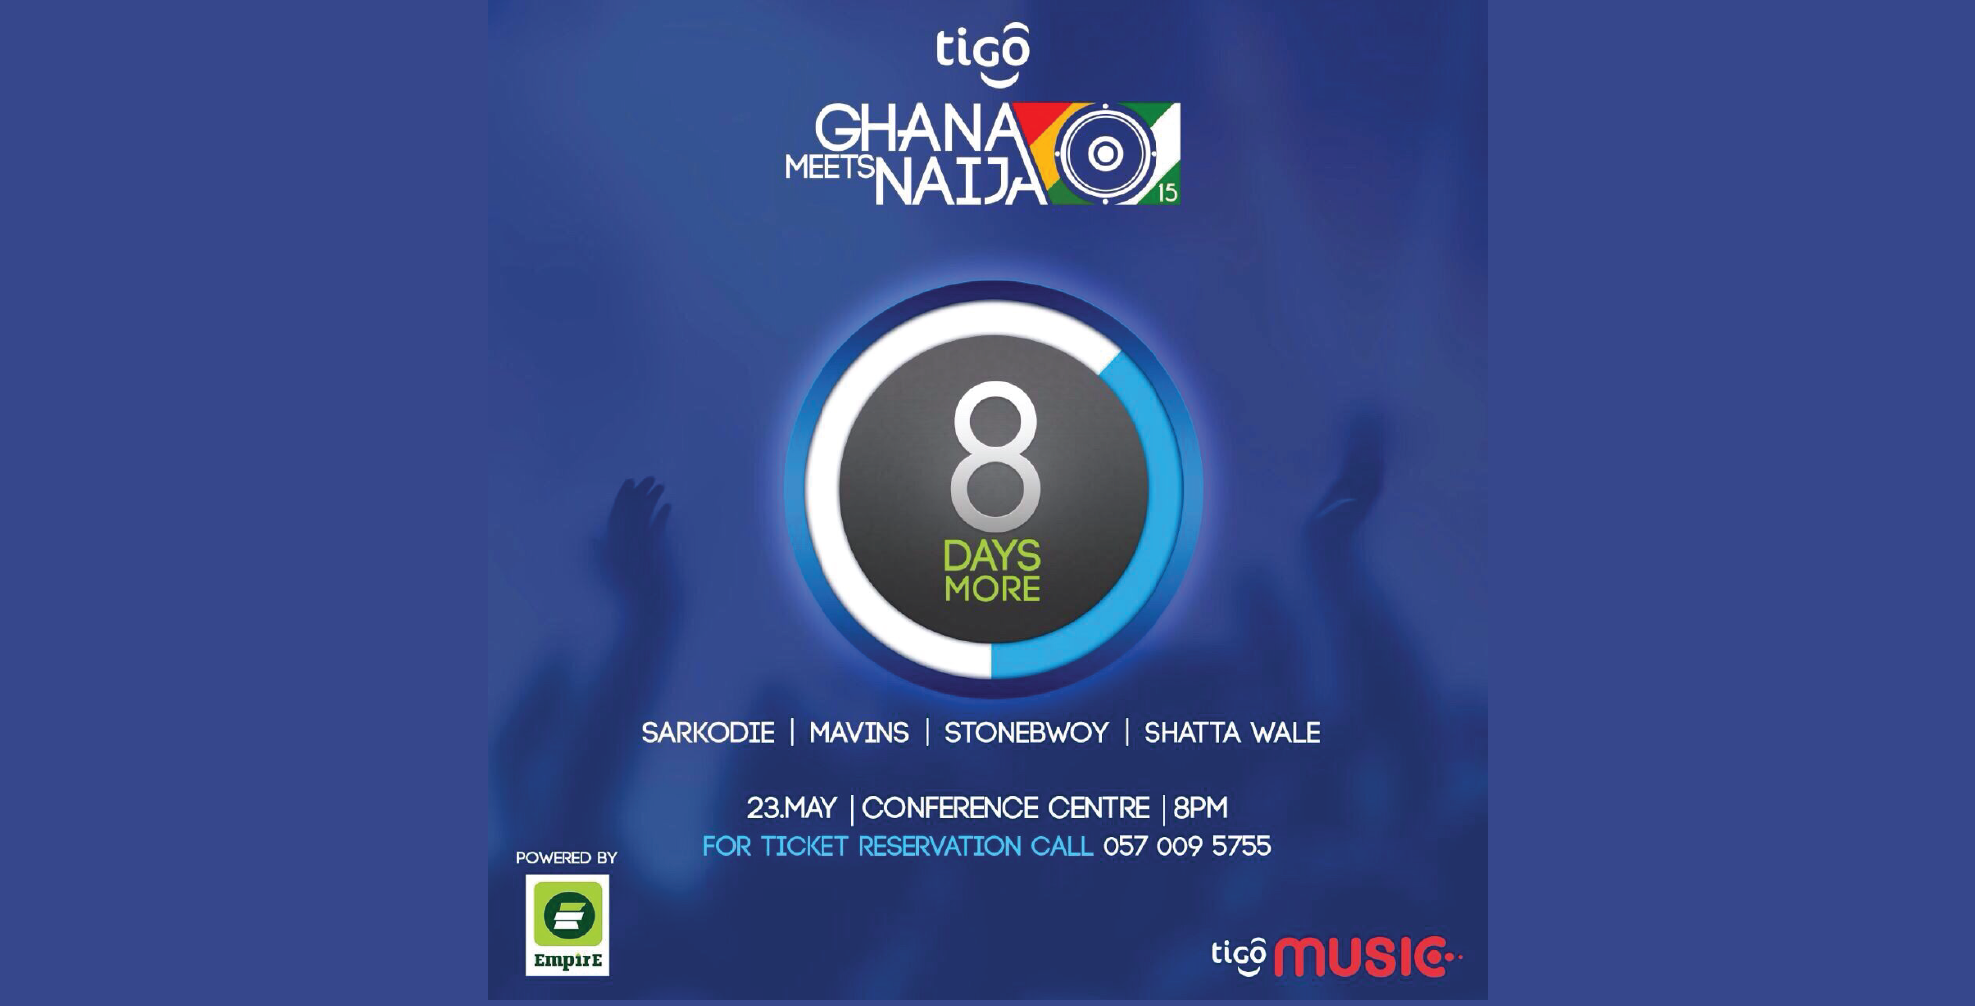 tigo
GHANA
MEETS NAIJA
15
8
DAYS
MORE
SARKODIE | MAVINS | STONEBWOY | SHATTA WALE
23.MAY | CONFERENCE CENTRE | 8PM
FOR TICKET RESERVATION CALL 057 009 5755
POWERED BY
EmpirE
tigo MUSIC